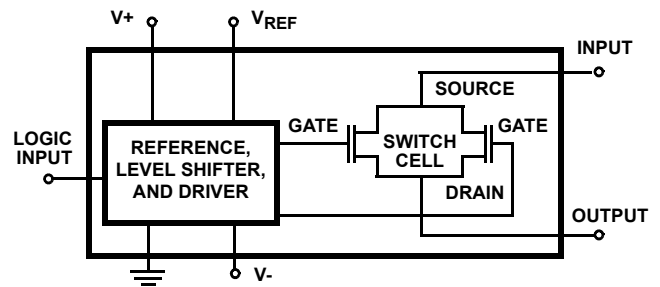 V+
VREF
INPUT
SOURCE
LOGIC
INPUT
GATE
GATE
REFERENCE,
LEVEL SHIFTER,
AND DRIVER
SWITCH
CELL
DRAIN
OUTPUT
V-